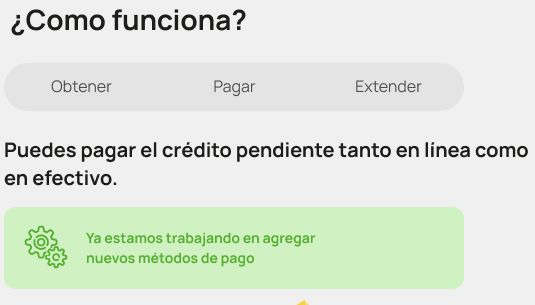 ¿Como funciona?
Obtener Pagar Extender
Puedes pagar el crédito pendiente tanto en línea como
en efectivo.
Ya estamos trabajando en agregar
nuevos métodos de pago